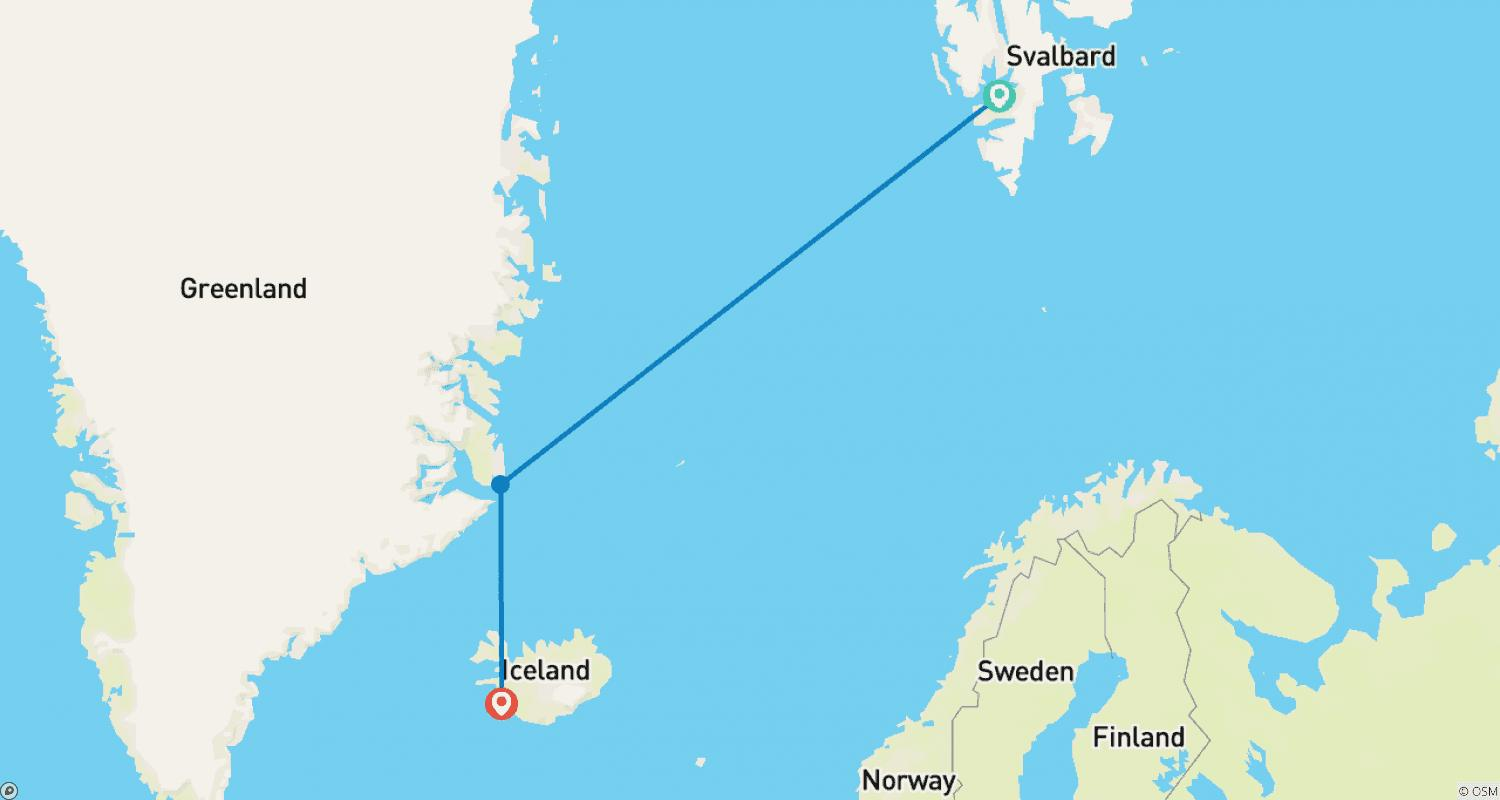 Svalbard
Greenland
Iceland
Sweden
Finland
Norway
© OSM